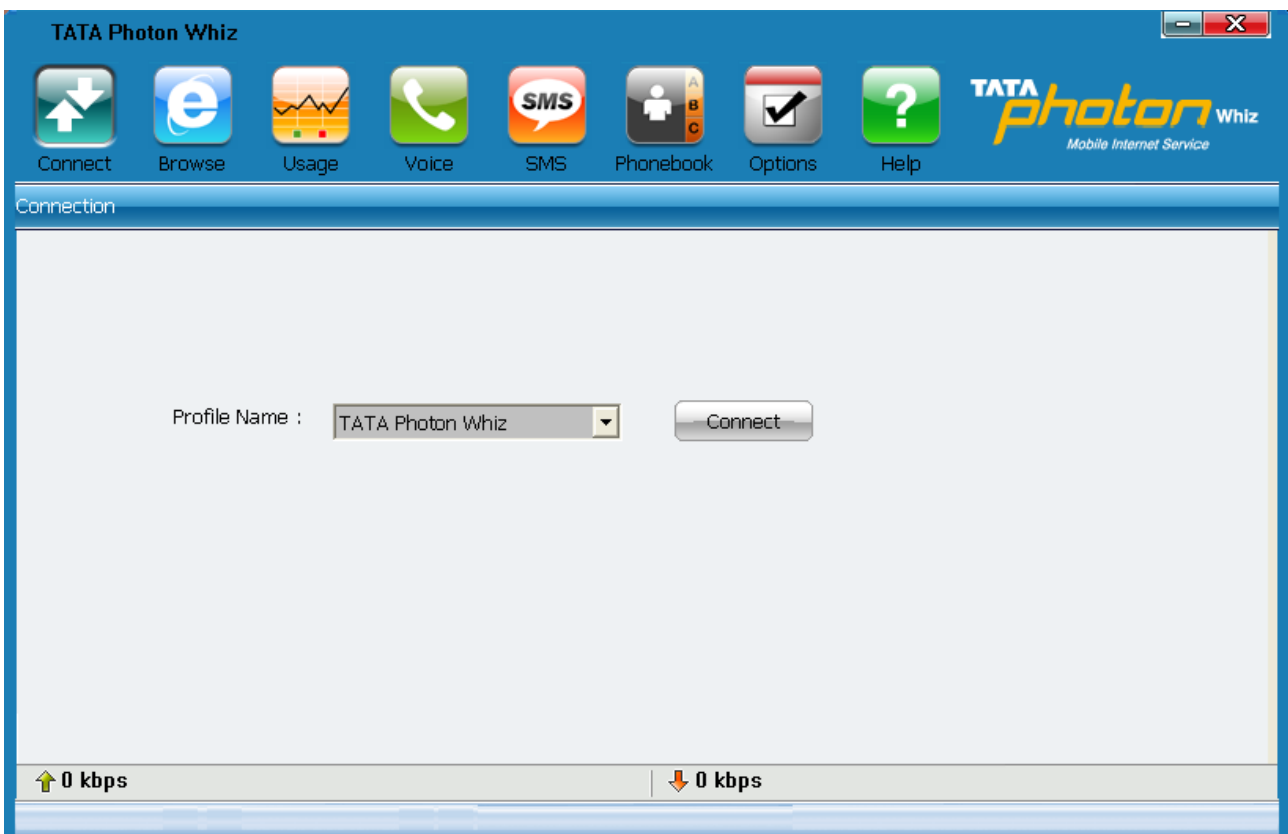 TATA Photon Whiz
Connect Browse Usage Voice SMS Phonebook Options Help
SMS
A
B
C
TATA photon Whiz
Mobile Internet Service
Connection
Profile Name : TATA Photon Whiz Connect
0 kbps 0 kbps